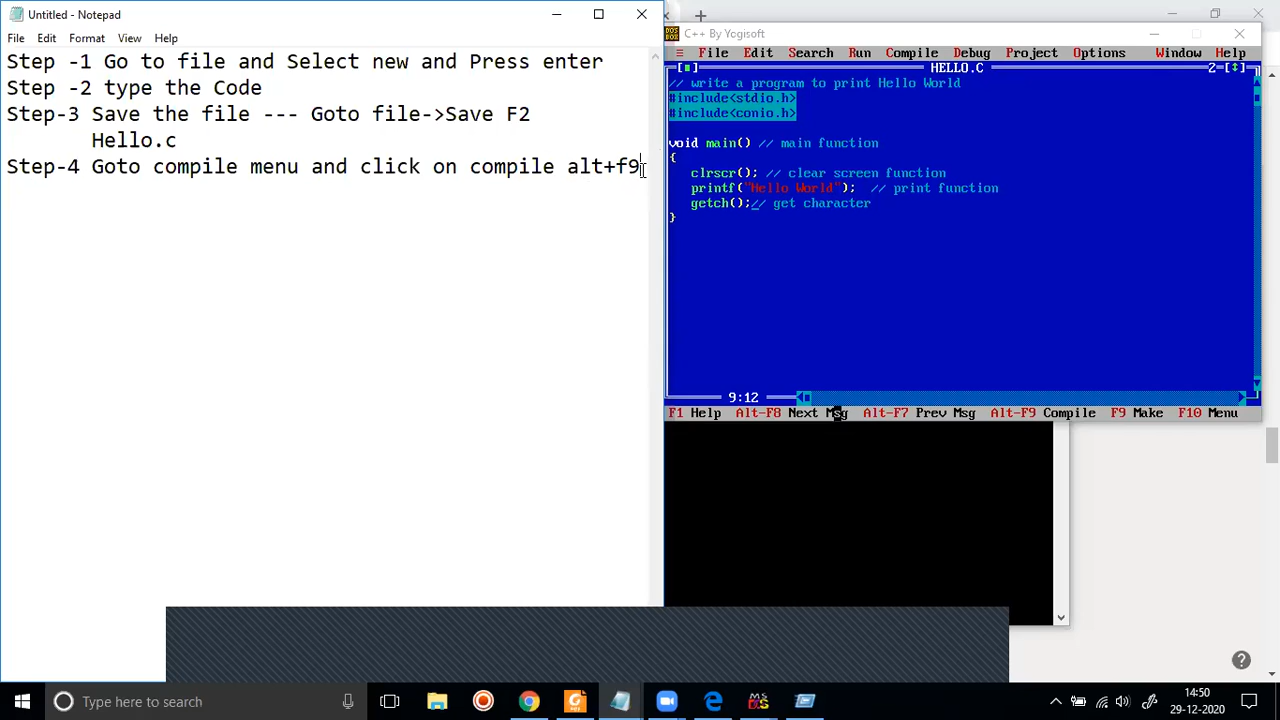 Untitled - Notepad
File Edit Format View Help
Step -1 Go to file and Select new and Press enter
Step -2 type the Code
Step-3 Save the file --- Goto file->Save F2
Hello.c
Step-4 Goto compile menu and click on compile alt+f9
C++ By Yogisoft
File Edit Search Run Compile Debug Project Options Window Help
HELLO.C
2
// write a program to print Hello World
#include<stdio.h>
#include<conio.h>
void main() // main function
{
clrscr(); // clear screen function
printf("Hello World"); // print function
getch();// get character
}
9:12
F1 Help Alt-F8 Next Msg Alt-F7 Prev Msg Alt-F9 Compile F9 Make F10 Menu
Type here to search
14:50
29-12-2020